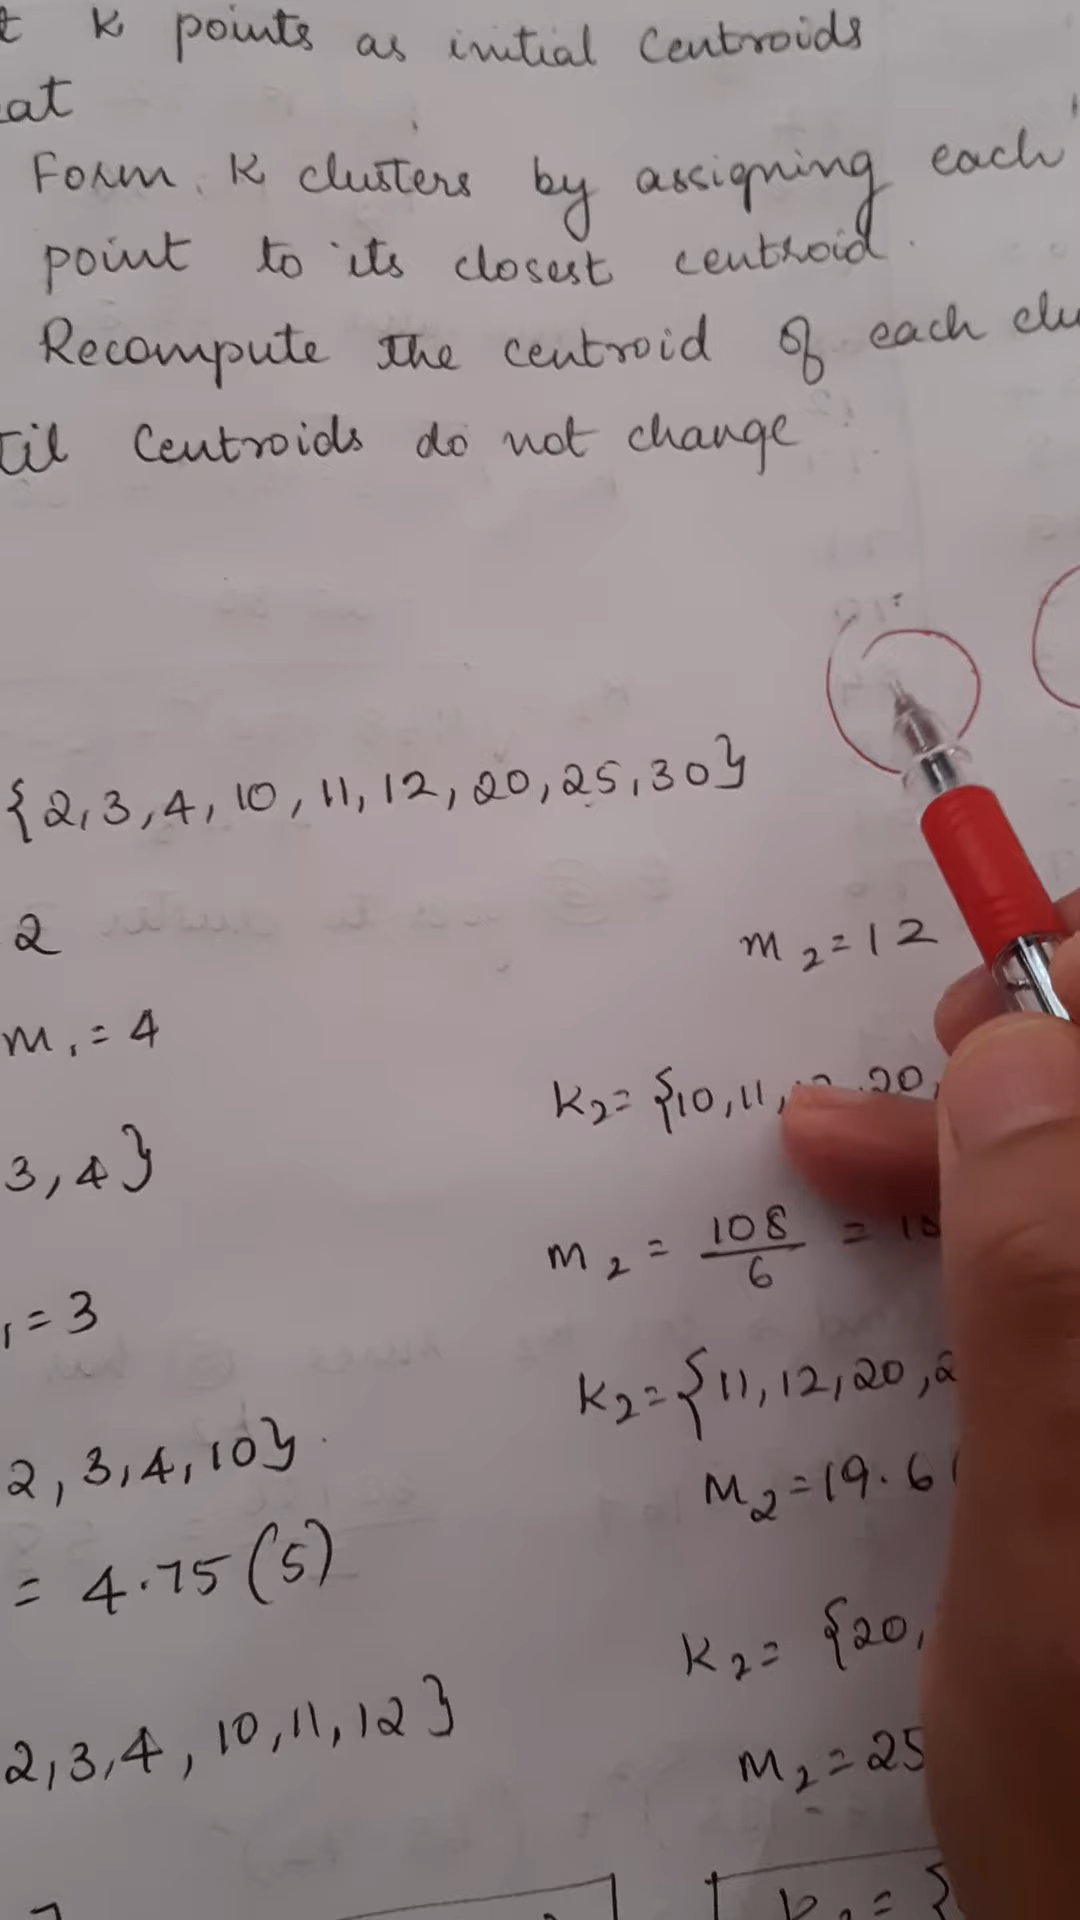 k points as initial Centroids
Form k clusters by assigning each
point to its closest centroid.
Recompute the centroid of each
Centroids do not change
{2,3,4,10,11,12,20,25,30}
2
m₂=12
m₁=4
k₂={10,11, 20,
3,4}
m₂ = 108/6 =
₁=3
k₂={11,12,20,
2,3,4,10}
m₂=19.6
= 4.75(5)
k₂= {20,
2,3,4,10,11,12}
m₂=25